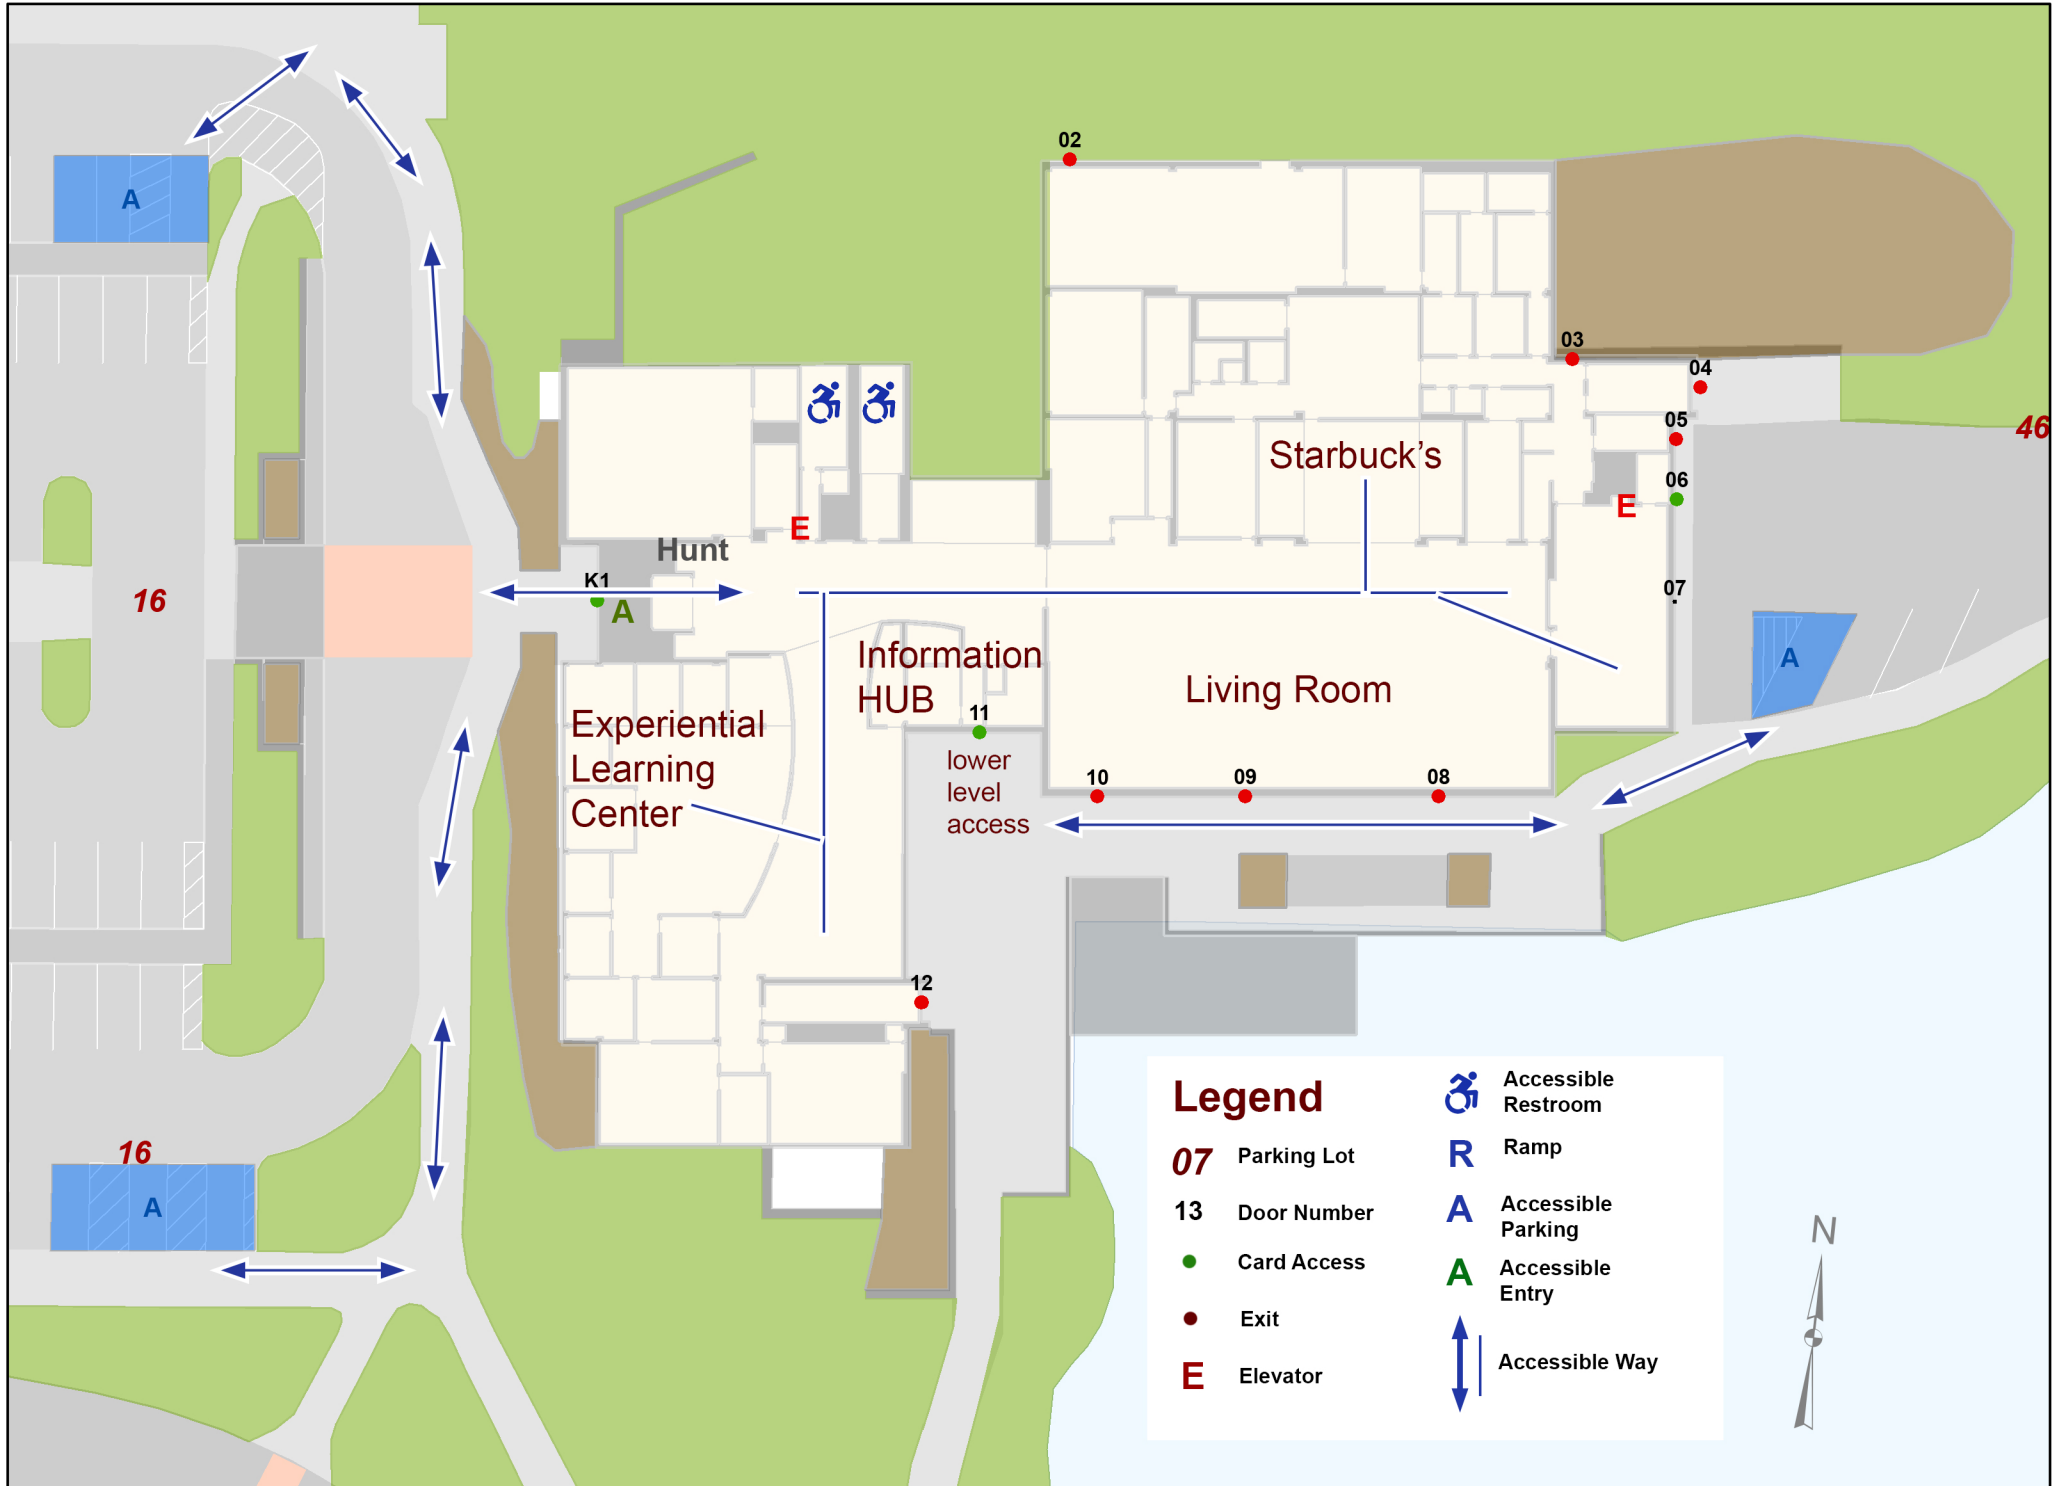 02
A
03
04
46
05
Starbuck's
06
E
E
Hunt
K1
A
16
07
Information
HUB
A
Living Room
11
Experiential
Learning
Center
lower
level
access
10
09
08
12
16
A
Legend
07 Parking Lot
13 Door Number
Card Access
Exit
E Elevator
Accessible
Restroom
R Ramp
A Accessible
Parking
A Accessible
Entry
Accessible Way
N